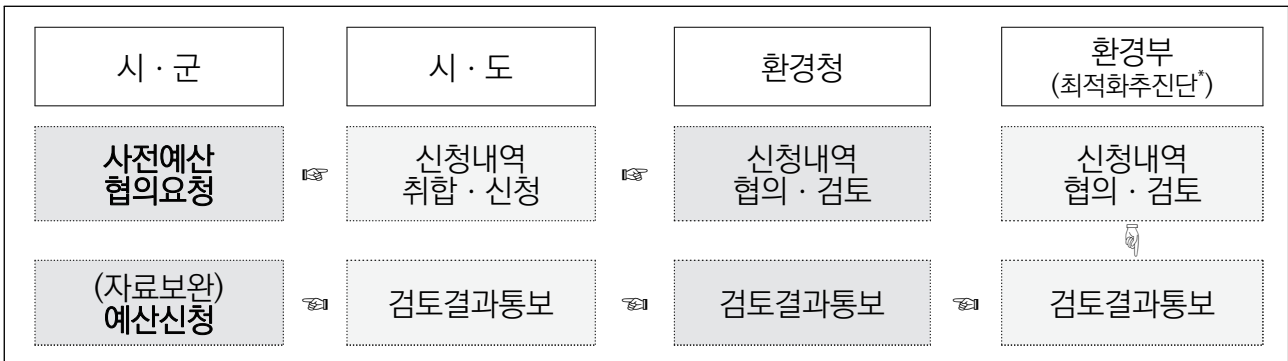 시 · 군
시 · 도
환경청
환경부
(최적화추진단*)
사전예산
협의요청
☞
신청내역
취합 · 신청
☞
신청내역
협의 · 검토
신청내역
협의 · 검토
☟
(자료보완)
예산신청
☜
검토결과통보
☜
검토결과통보
☜
검토결과통보